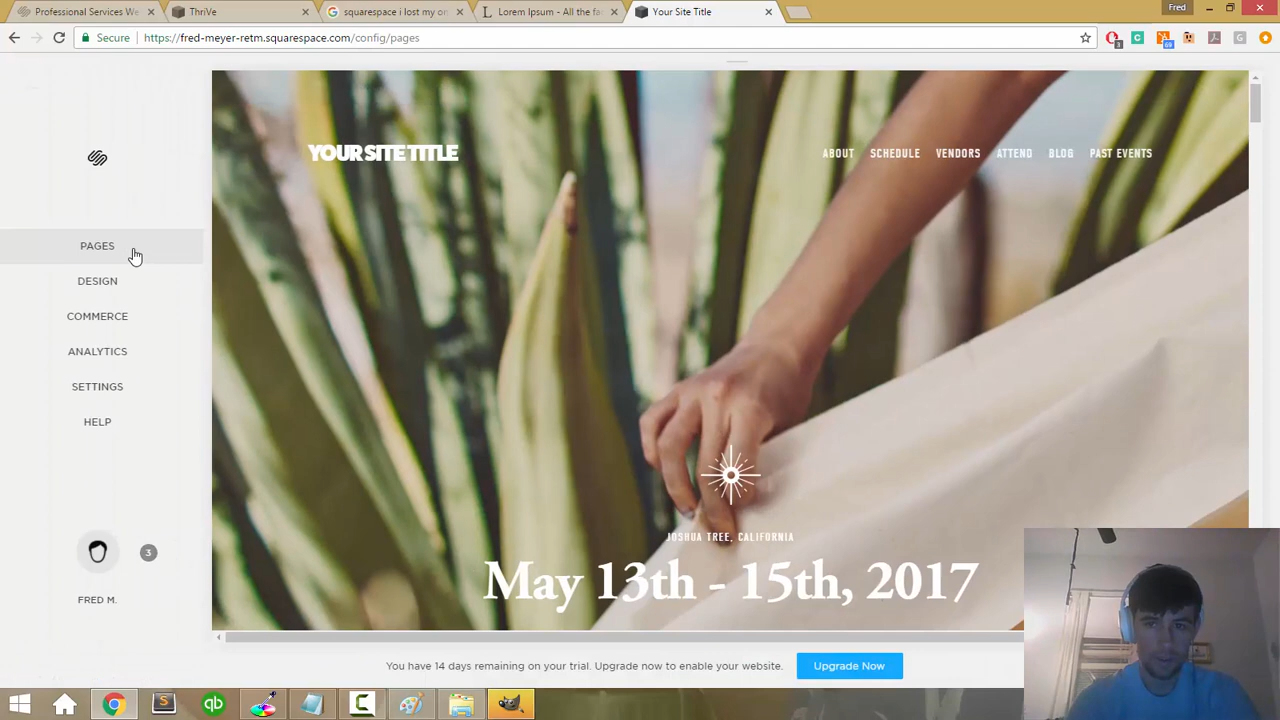 Professional Services We
ThriVe
squarespace i lost my or
Lorem Ipsum - All the fa
Your Site Title
Fred
Secure
https://fred-meyer-retm.squarespace.com/config/pages
YOUR SITE TITLE
ABOUT SCHEDULE VENDORS ATTEND BLOG PAST EVENTS
PAGES
DESIGN
COMMERCE
ANALYTICS
SETTINGS
HELP
3
FRED M.
JOSHUA TREE, CALIFORNIA
May 13th - 15th, 2017
You have 14 days remaining on your trial. Upgrade now to enable your website.
Upgrade Now